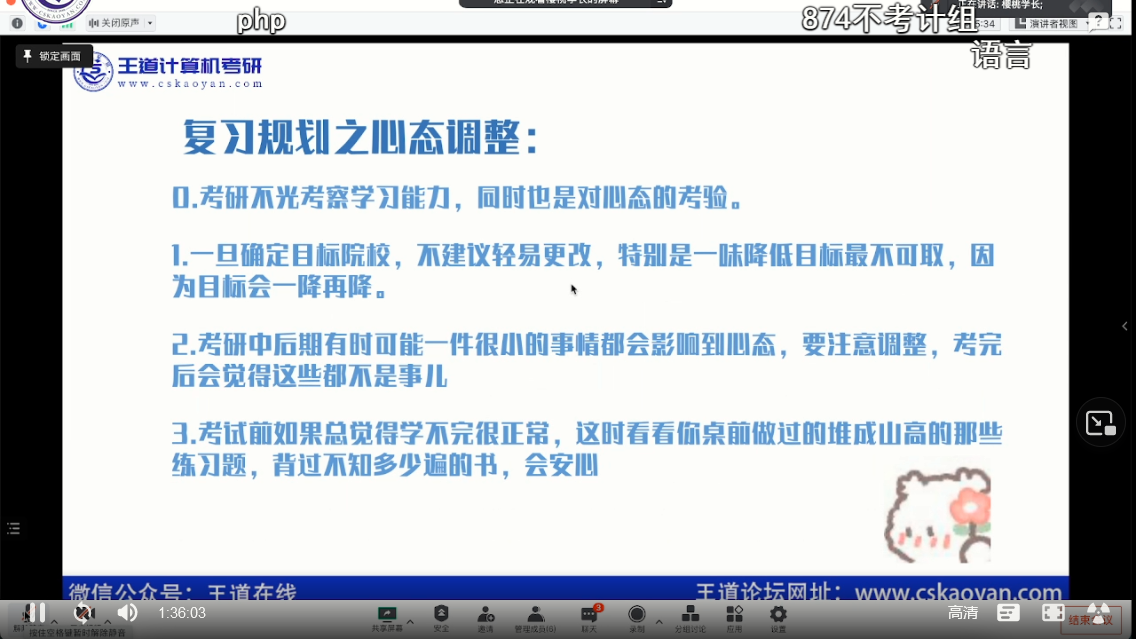 php
874不考计组
语言
关闭原声
正在讲话: 樱桃学长;
演讲者视图
锁定画面
王道计算机考研
www.cskaoyan.com
复习规划之心态调整：
0.考研不光考察学习能力，同时也是对心态的考验。
1.一旦确定目标院校，不建议轻易更改，特别是一味降低目标最不可取，因
为目标会一降再降。
2.考研中后期有时可能一件很小的事情都会影响到心态，要注意调整，考完
后会觉得这些都不是事儿
3.考试前如果总觉得学不完很正常，这时看看你桌前做过的堆成山高的那些
练习题，背过不知多少遍的书，会安心
微信公众号：王道在线
王道论坛网址：www.cskaoyan.com
1:36:03
高清
共享屏幕
安全
邀请
管理成员(6)
3
聊天
录制
分组讨论
应用
设置
按住空格键暂时解除静音